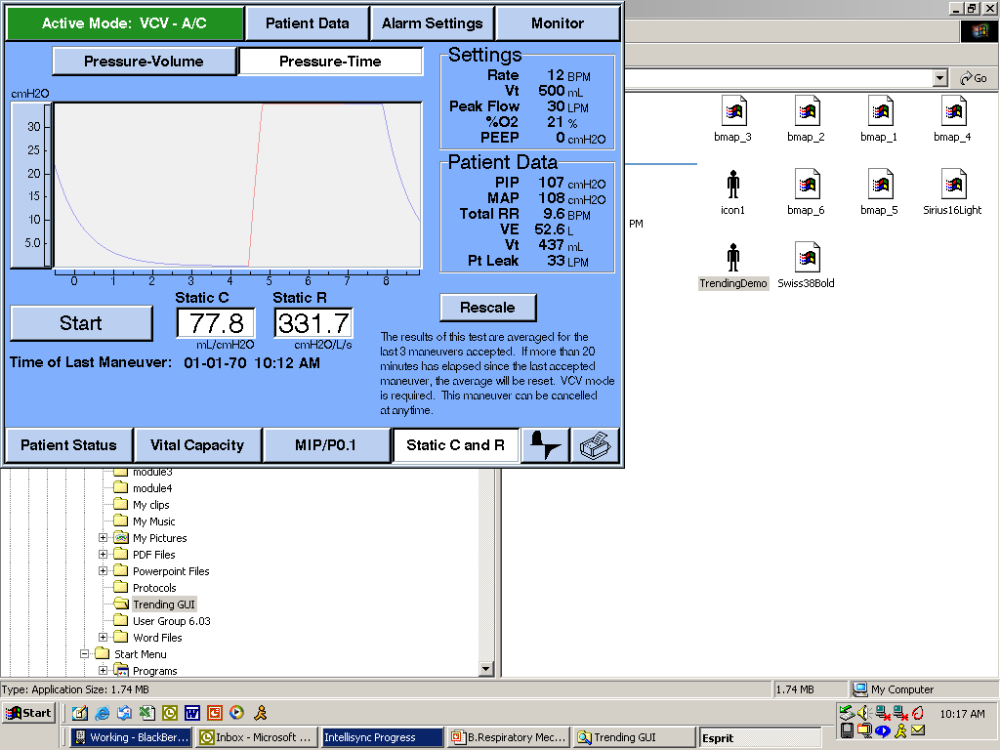 Active Mode: VCV - A/C
Patient Data
Alarm Settings
Monitor
Pressure-Volume
Pressure-Time
cmH2O
30
25
20
15
10
5.0
0 1 2 3 4 5 6 7 8
Settings
Rate 12 BPM
Vt 500 mL
Peak Flow 30 LPM
%O2 21 %
PEEP 0 cmH2O
Patient Data
PIP 107 cmH2O
MAP 108 cmH2O
Total RR 9.6 BPM
VE 52.6 L
Vt 437 mL
Pt Leak 33 LPM
Start
Static C
77.8
mL/cmH2O
Static R
331.7
cmH2O/L/s
Rescale
Time of Last Maneuver: 01-01-70 10:12 AM
The results of this test are averaged for the
last 3 maneuvers accepted. If more than 20
minutes has elapsed since the last accepted
maneuver, the average will be reset. VCV mode
is required. This maneuver can be cancelled
at anytime.
Patient Status
Vital Capacity
MIP/P0.1
Static C and R
Go
bmap_3
bmap_2
bmap_1
bmap_4
icon1
bmap_6
bmap_5
Sirius16Light
TrendingDemo
Swiss38Bold
PM
module3
module4
My clips
My Music
My Pictures
PDF Files
Powerpoint Files
Protocols
Trending GUI
User Group 6.03
Word Files
Start Menu
Programs
Type: Application Size: 1.74 MB
1.74 MB
My Computer
Start
10:17 AM
Working - BlackBer...
Inbox - Microsoft ...
Intellisync Progress
B.Respiratory Mec...
Trending GUI
Esprit